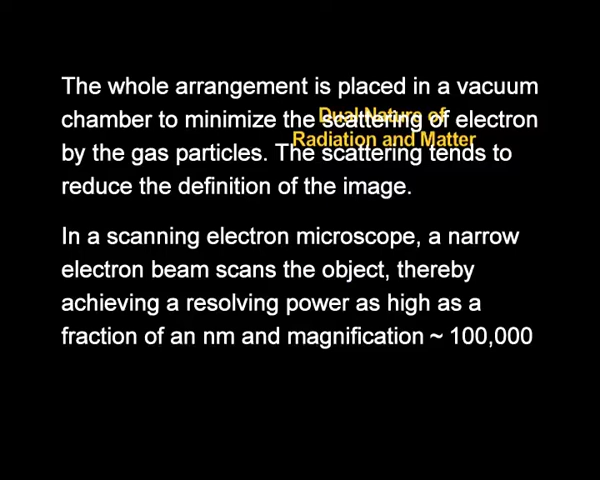 The whole arrangement is placed in a vacuum
chamber to minimize the scattering of electron
by the gas particles. The scattering tends to
reduce the definition of the image.
Dual Nature of
Radiation and Matter
In a scanning electron microscope, a narrow
electron beam scans the object, thereby
achieving a resolving power as high as a
fraction of an nm and magnification ~ 100,000